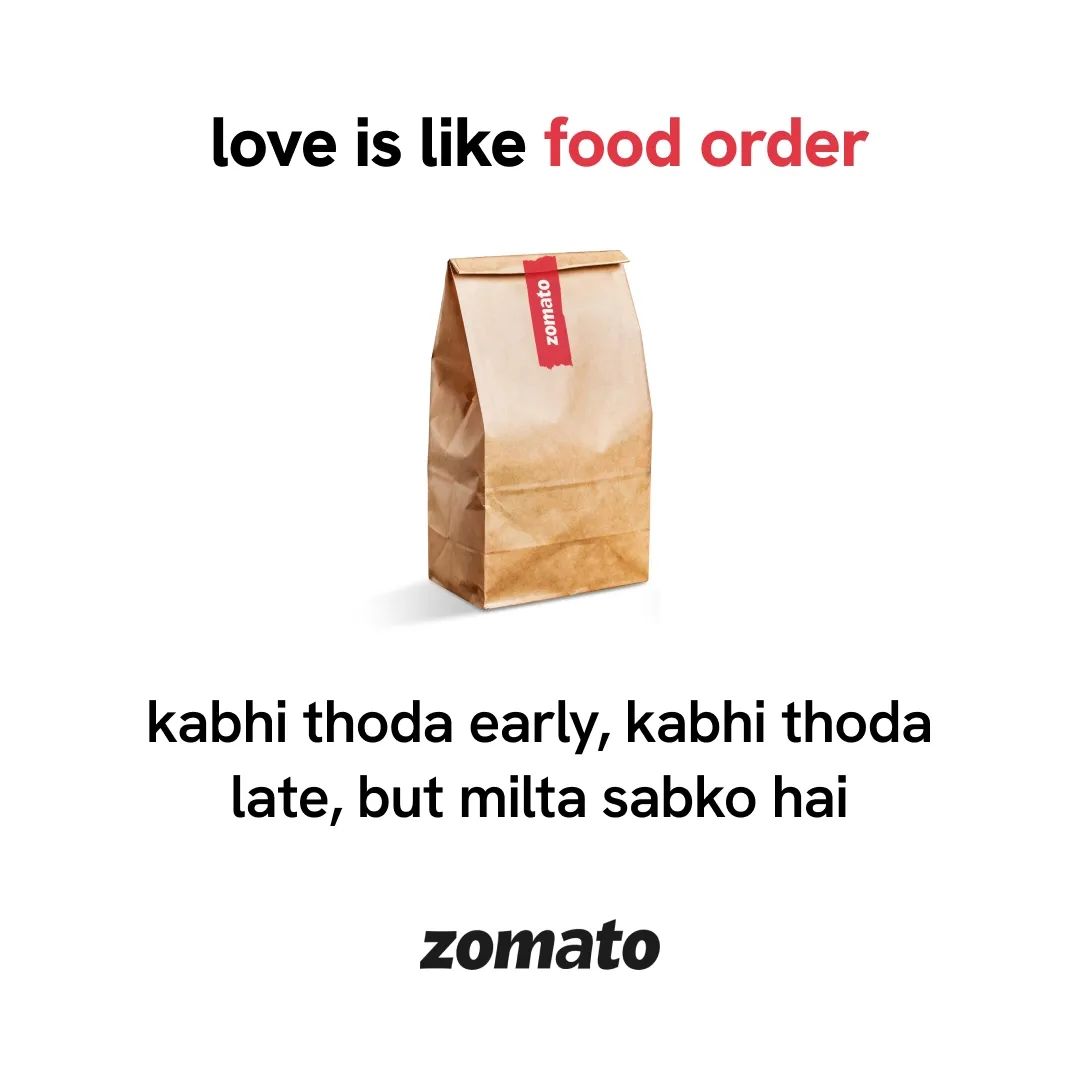 love is like food order
zomato
kabhi thoda early, kabhi thoda
late, but milta sabko hai
zomato